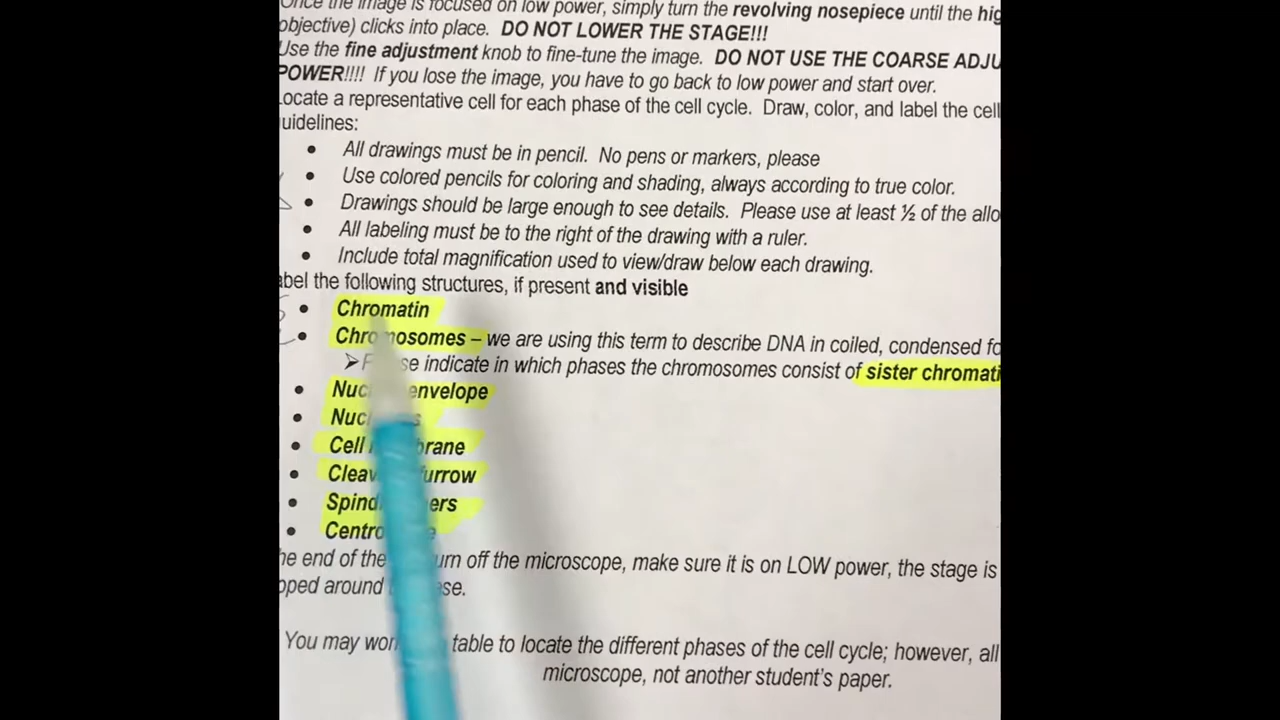 Once the image is focused on low power, simply turn the revolving nosepiece until the hig
objective) clicks into place. DO NOT LOWER THE STAGE!!!
Use the fine adjustment knob to fine-tune the image. DO NOT USE THE COARSE ADJU
POWER!!!! If you lose the image, you have to go back to low power and start over.
Locate a representative cell for each phase of the cell cycle. Draw, color, and label the cell
uidelines:
• All drawings must be in pencil. No pens or markers, please
• Use colored pencils for coloring and shading, always according to true color.
• Drawings should be large enough to see details. Please use at least ½ of the allo
• All labeling must be to the right of the drawing with a ruler.
• Include total magnification used to view/draw below each drawing.
abel the following structures, if present and visible
• Chromatin
• Chromosomes – we are using this term to describe DNA in coiled, condensed fo
➢ se indicate in which phases the chromosomes consist of sister chromati
• Nuc envelope
• Nuc s
• Cell brane
• Cleav urrow
• Spind ers
• Centro
he end of the urn off the microscope, make sure it is on LOW power, the stage is
pped around se.
You may wor table to locate the different phases of the cell cycle; however, all
microscope, not another student's paper.